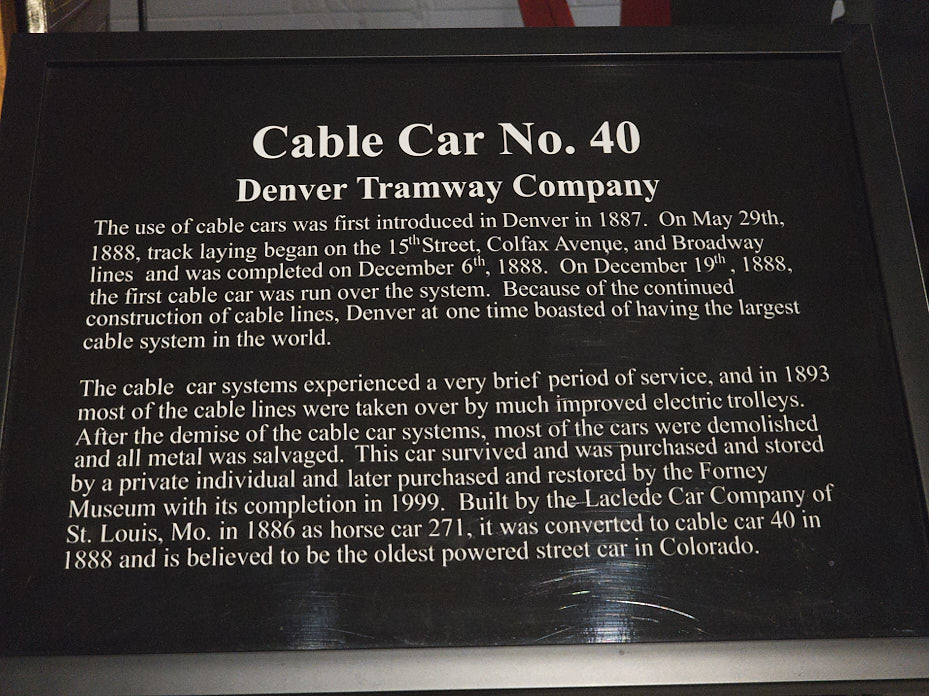 Cable Car No. 40
Denver Tramway Company
The use of cable cars was first introduced in Denver in 1887. On May 29th,
1888, track laying began on the 15th Street, Colfax Avenue, and Broadway
lines and was completed on December 6th, 1888. On December 19th , 1888,
the first cable car was run over the system. Because of the continued
construction of cable lines, Denver at one time boasted of having the largest
cable system in the world.
The cable car systems experienced a very brief period of service, and in 1893
most of the cable lines were taken over by much improved electric trolleys.
After the demise of the cable car systems, most of the cars were demolished
and all metal was salvaged. This car survived and was purchased and stored
by a private individual and later purchased and restored by the Forney
Museum with its completion in 1999. Built by the Laclede Car Company of
St. Louis, Mo. in 1886 as horse car 271, it was converted to cable car 40 in
1888 and is believed to be the oldest powered street car in Colorado.